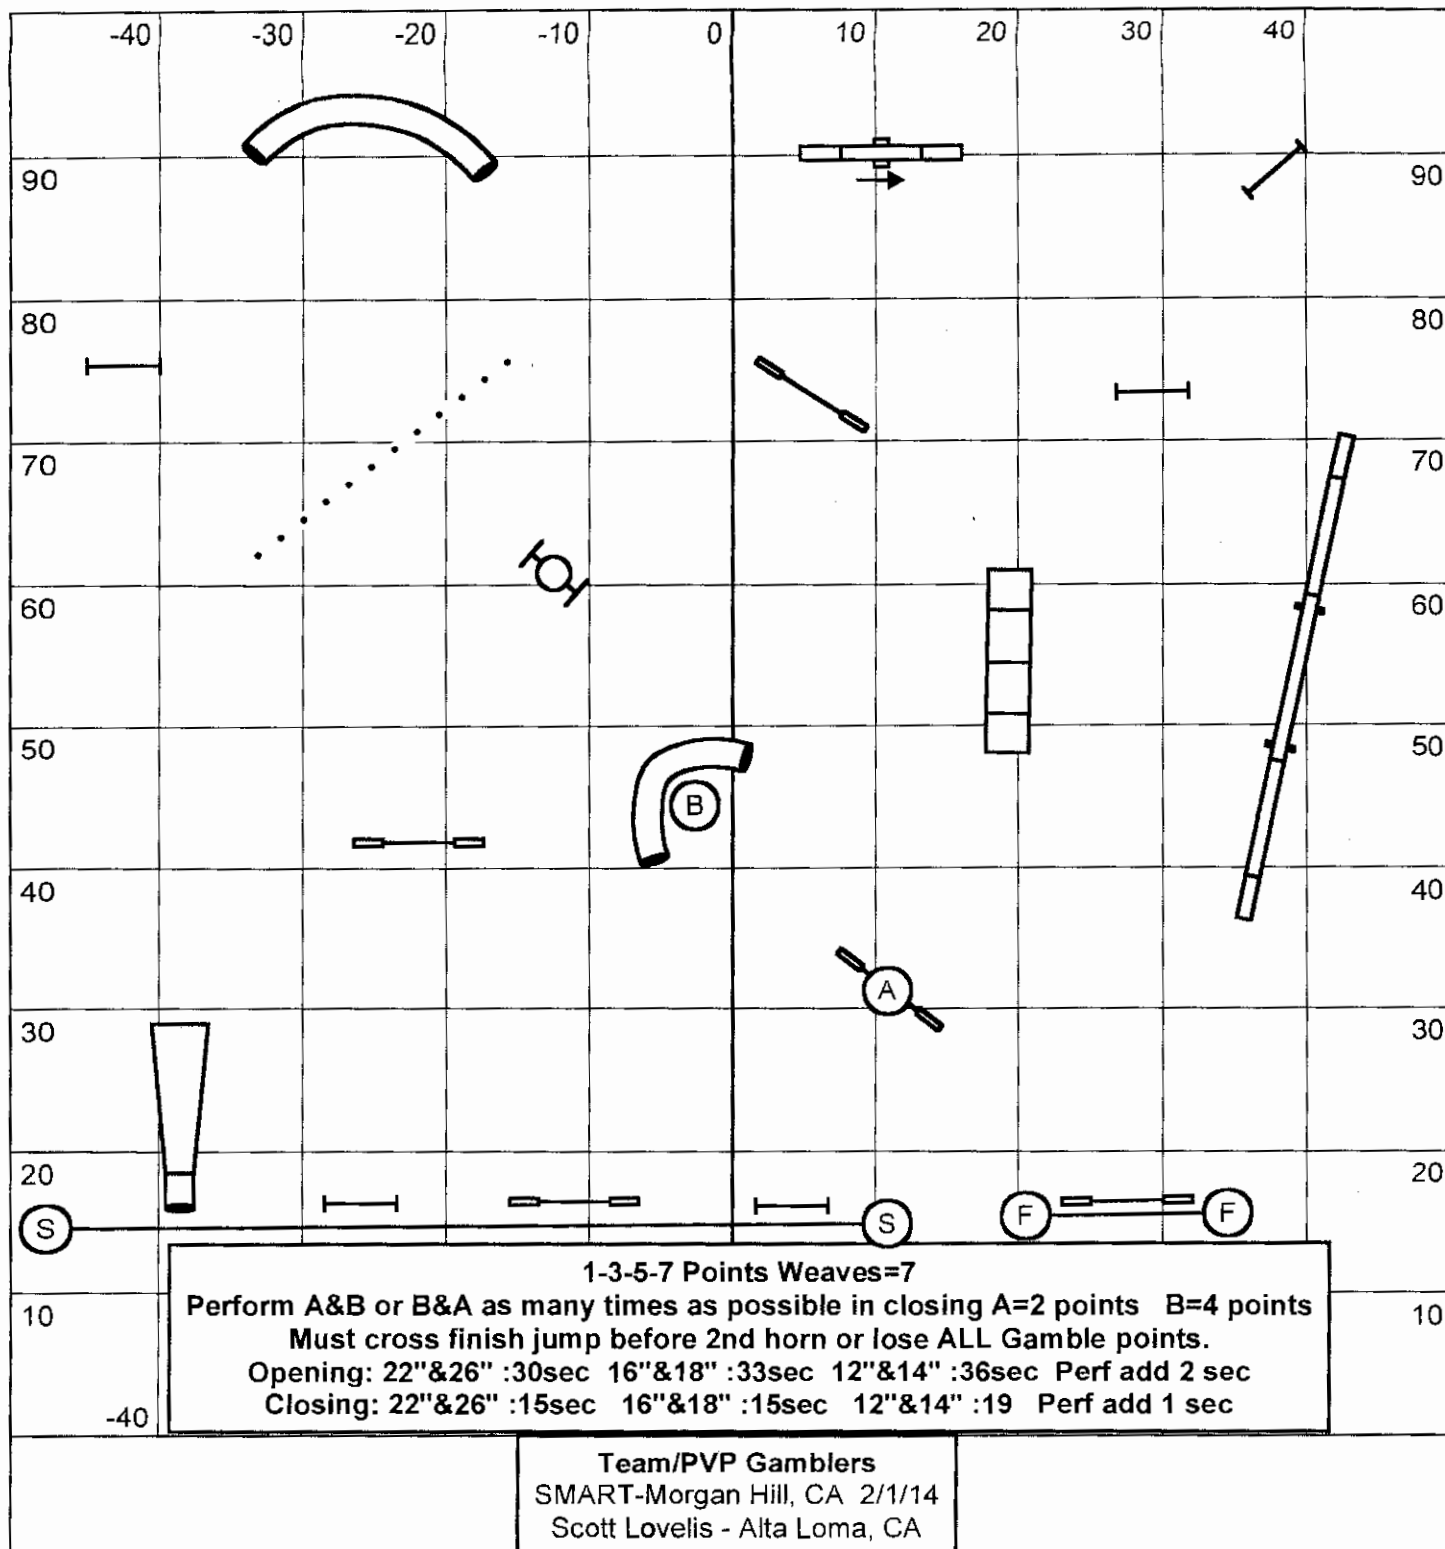 -40 -30 -20 -10 0 10 20 30 40
90 90
80 80
70 70
60 60
50 50
B
40 40
A
30 30
20 20
S S F F
1-3-5-7 Points Weaves=7
Perform A&B or B&A as many times as possible in closing A=2 points B=4 points
10 10
Must cross finish jump before 2nd horn or lose ALL Gamble points.
Opening: 22"&26" :30sec 16"&18" :33sec 12"&14" :36sec Perf add 2 sec
Closing: 22"&26" :15sec 16"&18" :15sec 12"&14" :19 Perf add 1 sec
-40
Team/PVP Gamblers
SMART-Morgan Hill, CA 2/1/14
Scott Lovelis - Alta Loma, CA